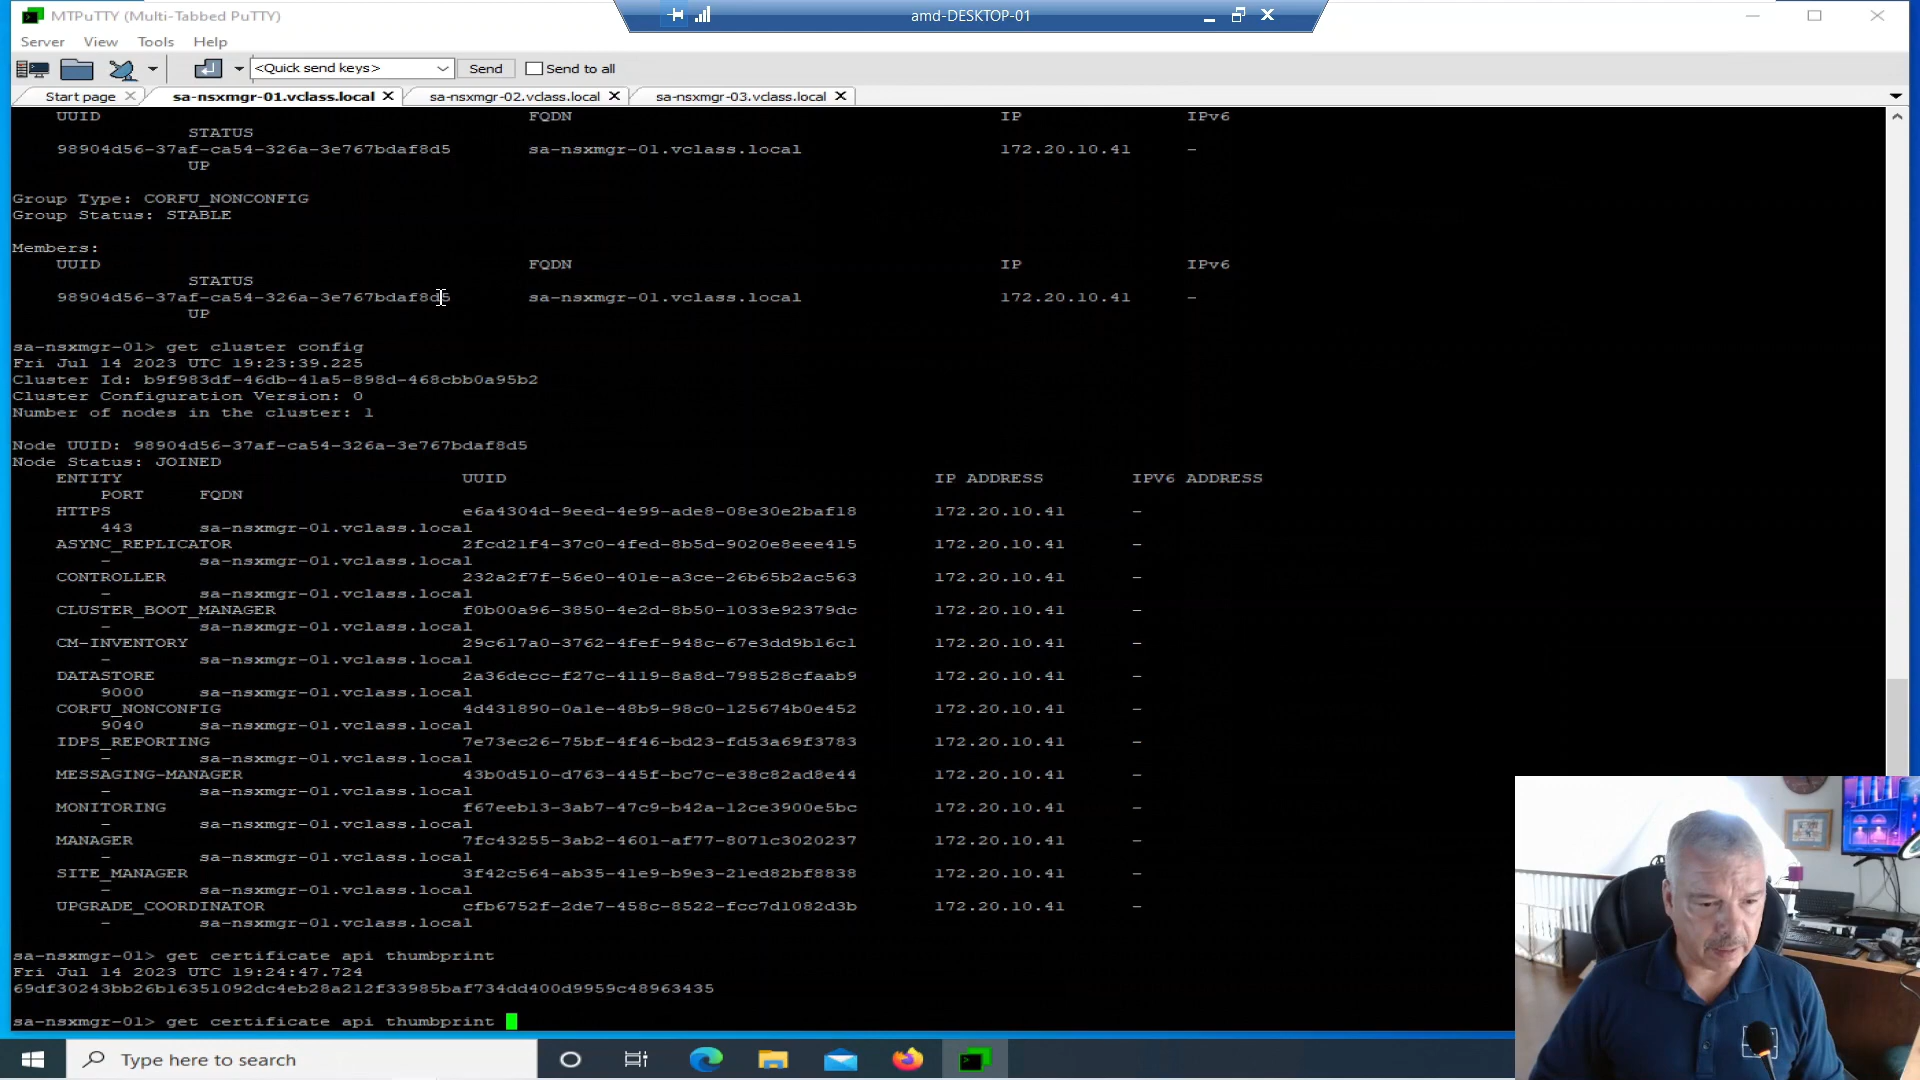 MTPuTTY (Multi-Tabbed PuTTY)
amd-DESKTOP-01
Server View Tools Help
<Quick send keys> Send Send to all
Start page sa-nsxmgr-01.vclass.local sa-nsxmgr-02.vclass.local sa-nsxmgr-03.vclass.local
UUID FQDN IP IPv6
STATUS
98904d56-37af-ca54-326a-3e767bdaf8d5 sa-nsxmgr-01.vclass.local 172.20.10.41 -
UP
Group Type: CORFU_NONCONFIG
Group Status: STABLE
Members:
UUID FQDN IP IPv6
STATUS
98904d56-37af-ca54-326a-3e767bdaf8d5 sa-nsxmgr-01.vclass.local 172.20.10.41 -
UP
sa-nsxmgr-01> get cluster config
Fri Jul 14 2023 UTC 19:23:39.225
Cluster Id: b9f983df-46db-41a5-898d-468cbb0a95b2
Cluster Configuration Version: 0
Number of nodes in the cluster: 1
Node UUID: 98904d56-37af-ca54-326a-3e767bdaf8d5
Node Status: JOINED
ENTITY UUID IP ADDRESS IPV6 ADDRESS
PORT FQDN
HTTPS e6a4304d-9eed-4e99-ade8-08e30e2baf18 172.20.10.41 -
443 sa-nsxmgr-01.vclass.local
ASYNC_REPLICATOR 2fcd21f4-37c0-4fed-8b5d-9020e8eee415 172.20.10.41 -
- sa-nsxmgr-01.vclass.local
CONTROLLER 232a2f7f-56e0-401e-a3ce-26b65b2ac563 172.20.10.41 -
- sa-nsxmgr-01.vclass.local
CLUSTER_BOOT_MANAGER f0b00a96-3850-4e2d-8b50-1033e92379dc 172.20.10.41 -
- sa-nsxmgr-01.vclass.local
CM-INVENTORY 29c617a0-3762-4fef-948c-67e3dd9b16c1 172.20.10.41 -
- sa-nsxmgr-01.vclass.local
DATASTORE 2a36decc-f27c-4119-8a8d-798528cfaab9 172.20.10.41 -
9000 sa-nsxmgr-01.vclass.local
CORFU_NONCONFIG 4d431890-0a1e-48b9-98c0-125674b0e452 172.20.10.41 -
9040 sa-nsxmgr-01.vclass.local
IDPS_REPORTING 7e73ec26-75bf-4f46-bd23-fd53a69f3783 172.20.10.41 -
- sa-nsxmgr-01.vclass.local
MESSAGING-MANAGER 43b0d510-d763-445f-bc7c-e38c82ad8e44 172.20.10.41 -
- sa-nsxmgr-01.vclass.local
MONITORING f67eeb13-3ab7-47c9-b42a-12ce3900e5bc 172.20.10.41 -
- sa-nsxmgr-01.vclass.local
MANAGER 7fc43255-3ab2-4601-af77-8071c3020237 172.20.10.41 -
- sa-nsxmgr-01.vclass.local
SITE_MANAGER 3f42c564-ab35-41e9-b9e3-21ed82bf8838 172.20.10.41 -
- sa-nsxmgr-01.vclass.local
UPGRADE_COORDINATOR cfb6752f-2de7-458c-8522-fcc7d1082d3b 172.20.10.41 -
- sa-nsxmgr-01.vclass.local
sa-nsxmgr-01> get certificate api thumbprint
Fri Jul 14 2023 UTC 19:24:47.724
69df30243bb26b16351092dc4eb28a212f33985baf734dd400d9959c48963435
sa-nsxmgr-01> get certificate api thumbprint
Type here to search